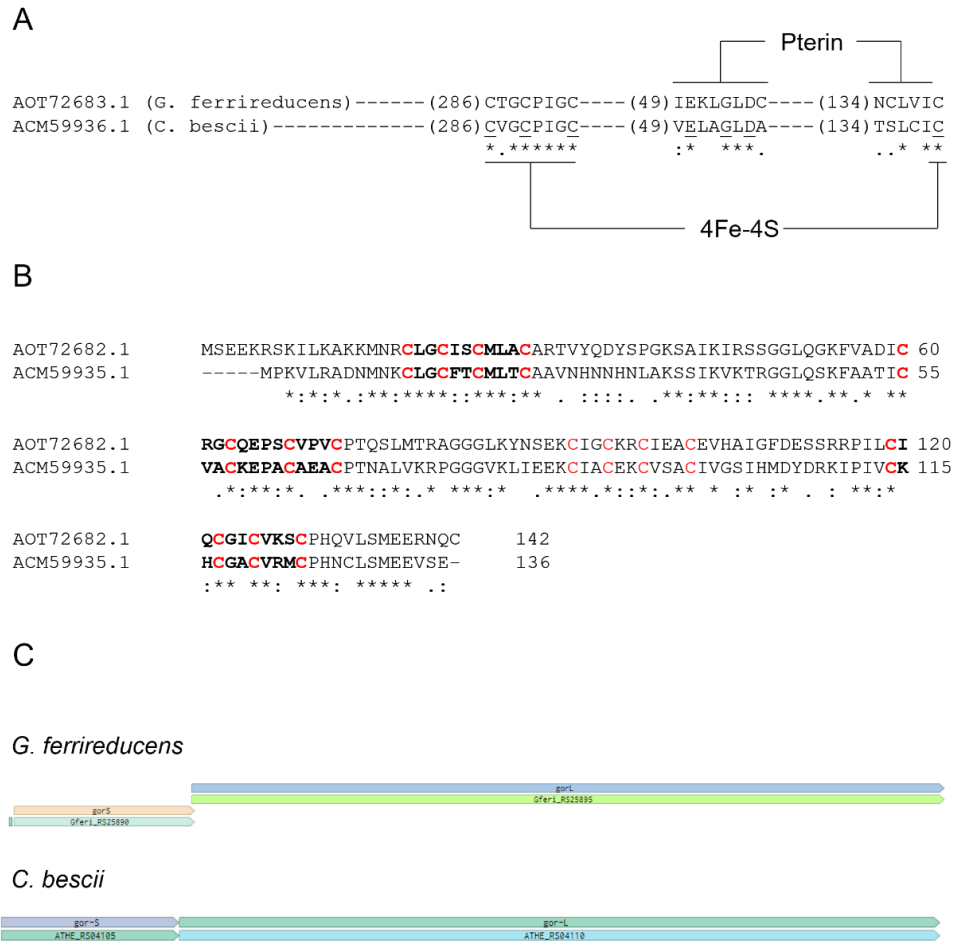 A
Pterin
AOT72683.1 (G. ferrireducens)------(286)CTGCPIGC----(49)IEKLGLDC----(134)NCLVIC
ACM59936.1 (C. bescii)-------------(286)CVGCPIGC----(49)VELAGLDA----(134)TSLCIC
*.****** :* ***. ..* **
4Fe-4S
B
AOT72682.1 MSEEKRSKILKAKKMNRCLGCISCMLACARTVYQDYSPGKSAIKIRSSGGLQGKFVADIC 60
ACM59935.1 -----MPKVLRADNMNKCLGCFTCMLTCAAVNHNNHNLAKSSIKVKTRGGLQSKFAATIC 55
*:*:*.:**:****::***:** . :::: .**:**::: ****.**.* **
AOT72682.1 RGCQEPSCVPVCPTQSLMTRAGGGLKYNSEKCIGCKRCIEACEVHAIGFDESSRRPILCI 120
ACM59935.1 VACKEPACAEACPTNALVKRPGGGVKLIEEKCIACEKCVSACIVGSIHMDYDRKIPIVCK 115
.*:**:*. .***::*:.* ***:* .****.*::*:.** * :* :* . : **:*
AOT72682.1 QCGICVKSCPHQVLSMEERNQC 142
ACM59935.1 HCGACVRMCPHNCLSMEEVSE- 136
:** **: ***: ***** .:
C
G. ferrireducens
gorL
Gferi_RS25895
gorS
Gferi_RS25890
C. bescii
gor-S gor-L
ATHE_RS04105 ATHE_RS04110